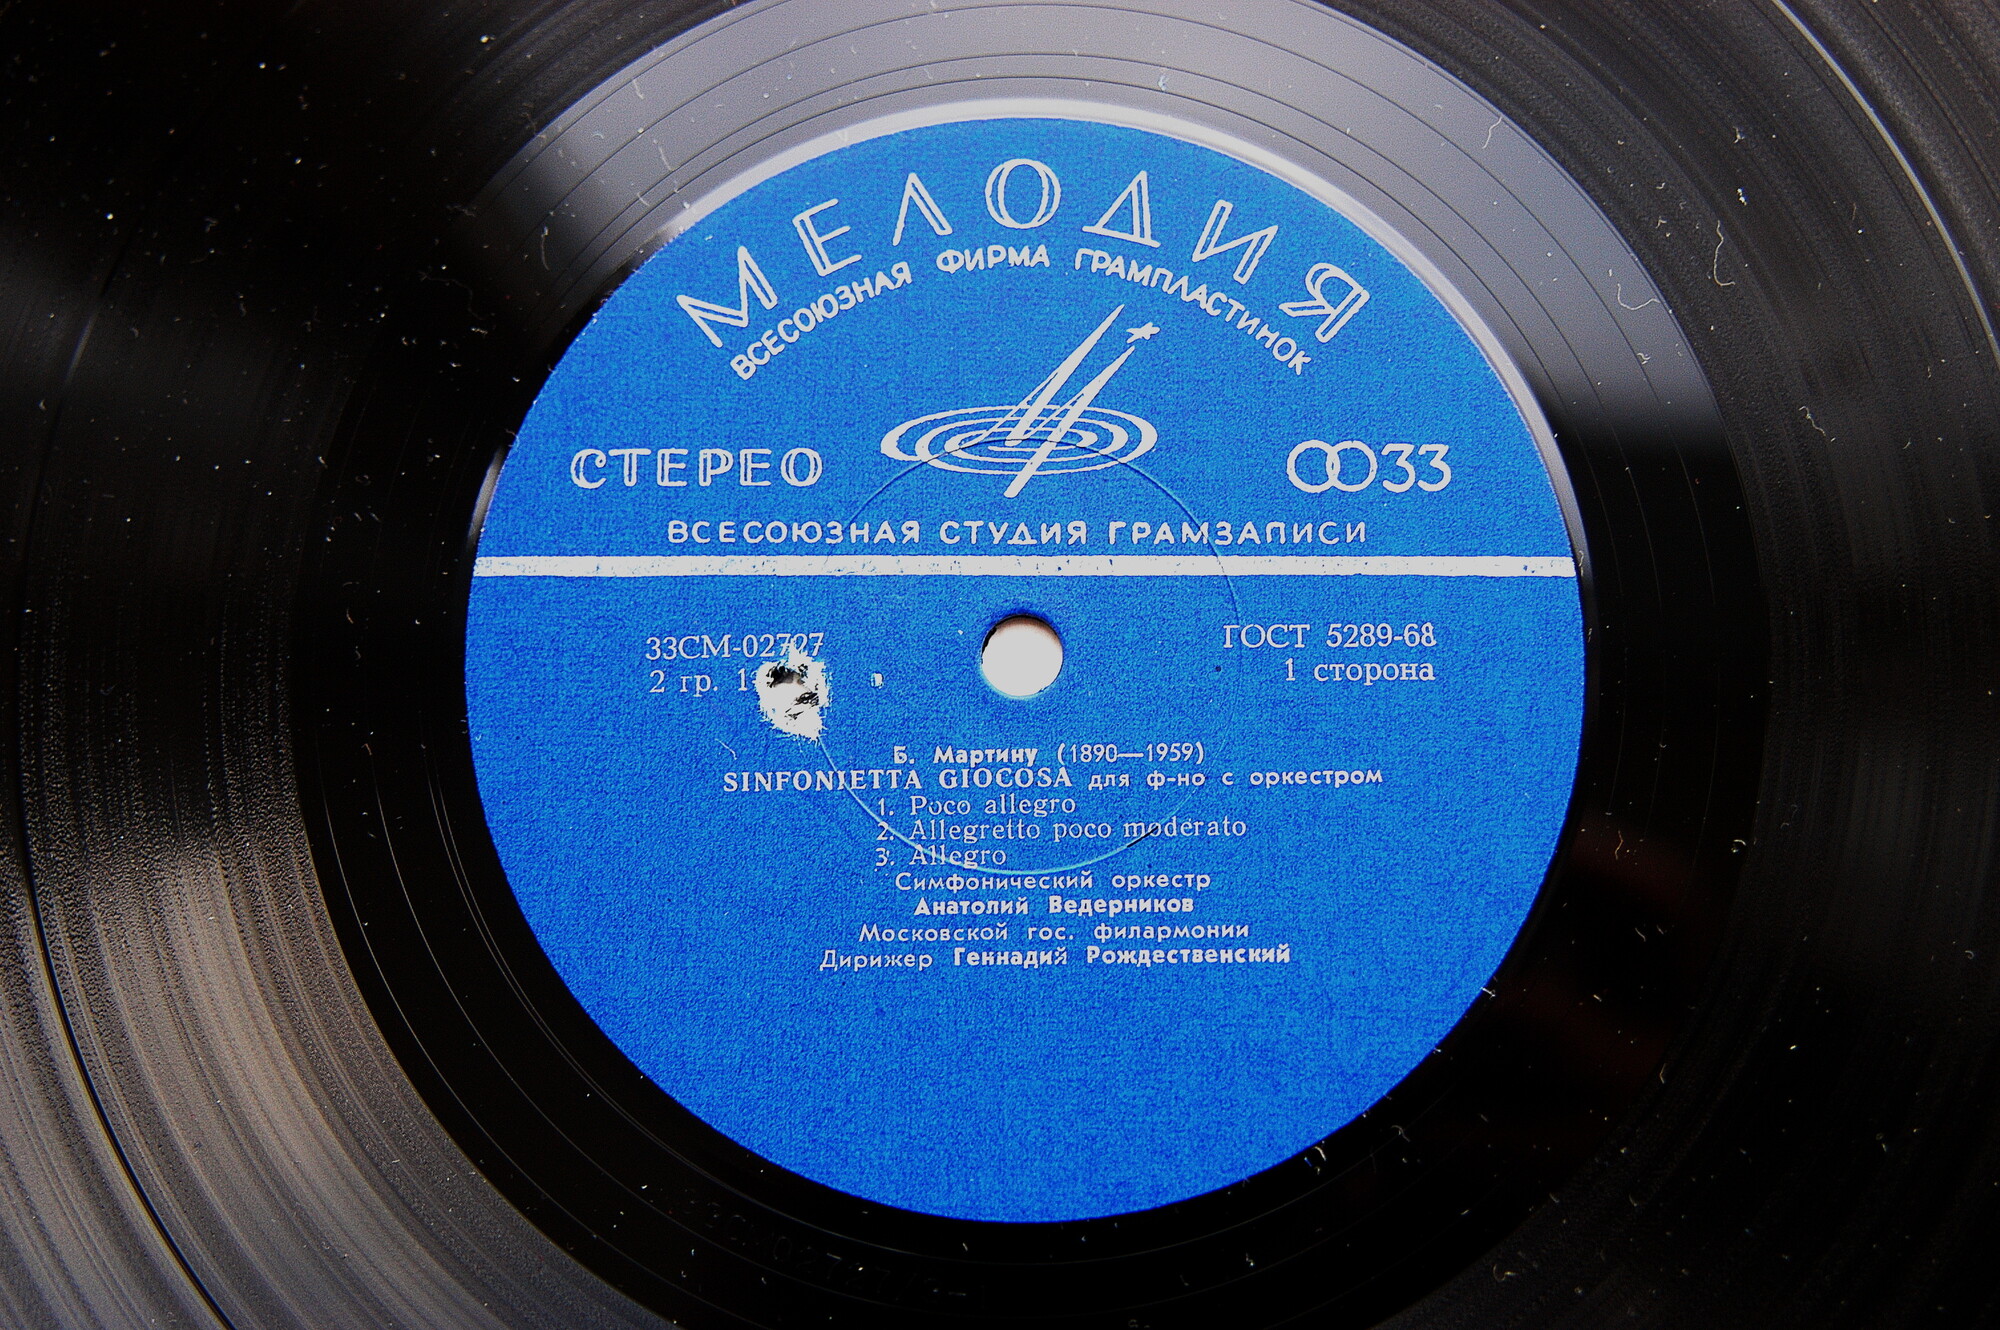 МЕЛОДИЯ
ВСЕСОЮЗНАЯ ФИРМА ГРАМПЛАСТИНОК
СТЕРЕО
33
ВСЕСОЮЗНАЯ СТУДИЯ ГРАМЗАПИСИ
33СМ-02727
ГОСТ 5289-68
2 гр.
1 сторона
Б. Мартину (1890—1959)
SINFONIETTA GIOCOSA для ф-но с оркестром
1. Poco allegro
2. Allegretto poco moderato
3. Allegro
Симфонический оркестр
Анатолий Ведерников
Московской гос. филармонии
Дирижер Геннадий Рождественский